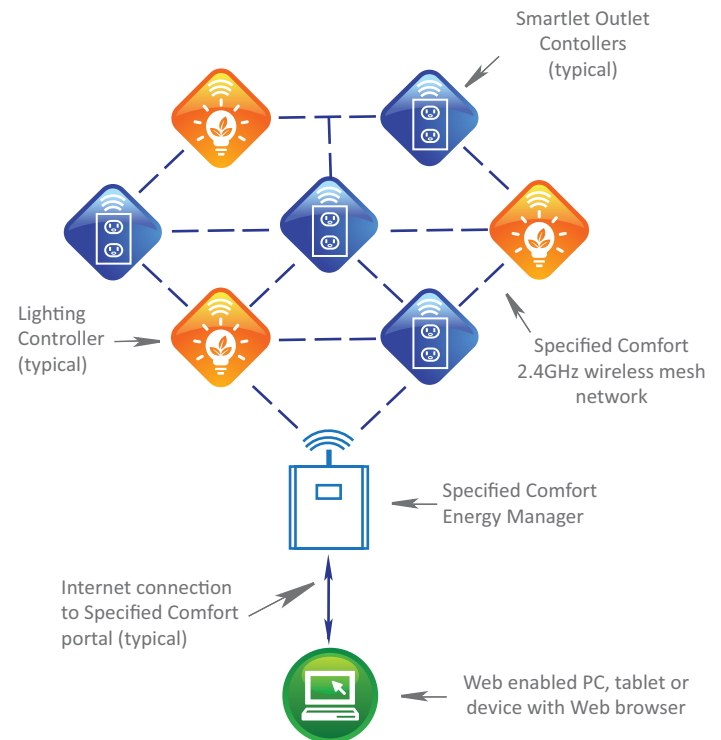 Smartlet Outlet
Contollers
(typical)
Lighting
Controller
(typical)
Specified Comfort
2.4GHz wireless mesh
network
Specified Comfort
Energy Manager
Internet connection
to Specified Comfort
portal (typical)
Web enabled PC, tablet or
device with Web browser